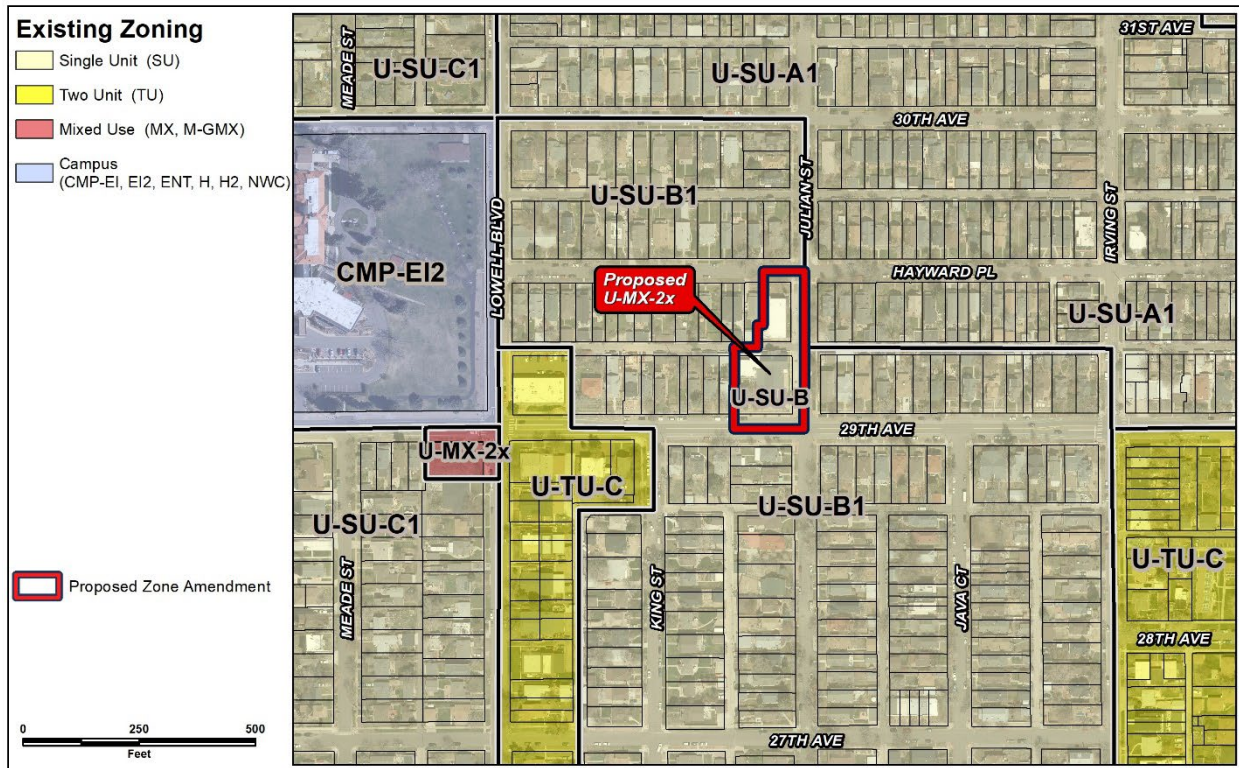 Existing Zoning
Single Unit (SU)
Two Unit (TU)
Mixed Use (MX, M-GMX)
Campus
(CMP-EI, EI2, ENT, H, H2, NWC)
Proposed Zone Amendment
0 250 500
Feet
31ST AVE
MEADE ST
U-SU-C1
U-SU-A1
30TH AVE
U-SU-B1
JULIAN ST
IRVING ST
LOWELL BLVD
CMP-EI2
HAYWARD PL
Proposed
U-MX-2x
U-SU-A1
U-SU-B
29TH AVE
U-MX-2x
U-TU-C
U-SU-B1
U-SU-C1
MEADE ST
KING ST
JAVA CT
U-TU-C
28TH AVE
27TH AVE